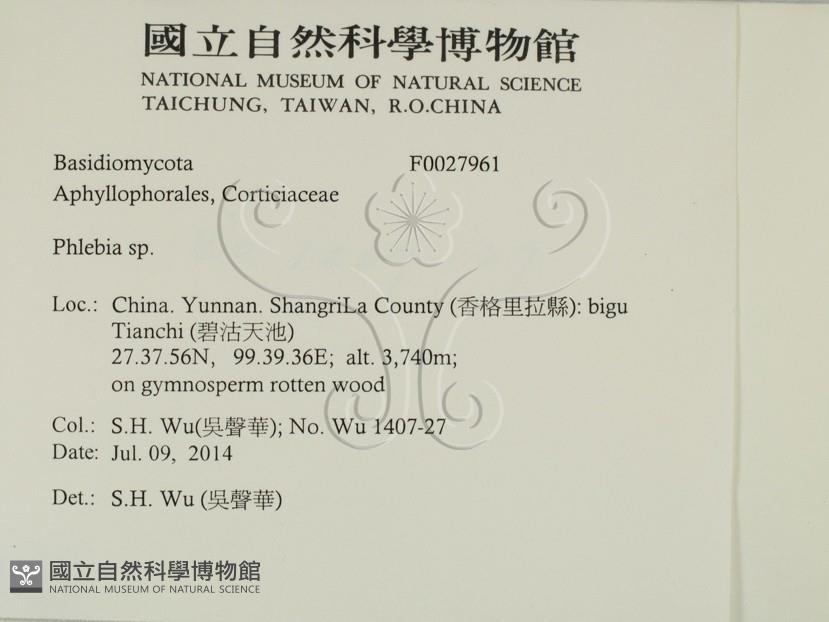 國立自然科學博物館
NATIONAL MUSEUM OF NATURAL SCIENCE
TAICHUNG, TAIWAN, R.O.CHINA
Basidiomycota F0027961
Aphyllophorales, Corticiaceae
Phlebia sp.
Loc.: China. Yunnan. ShangriLa County (香格里拉縣): bigu
Tianchi (碧沽天池)
27.37.56N, 99.39.36E; alt. 3,740m;
on gymnosperm rotten wood
Col.: S.H. Wu(吳聲華); No. Wu 1407-27
Date: Jul. 09, 2014
Det.: S.H. Wu (吳聲華)
國立自然科學博物館
NATIONAL MUSEUM OF NATURAL SCIENCE